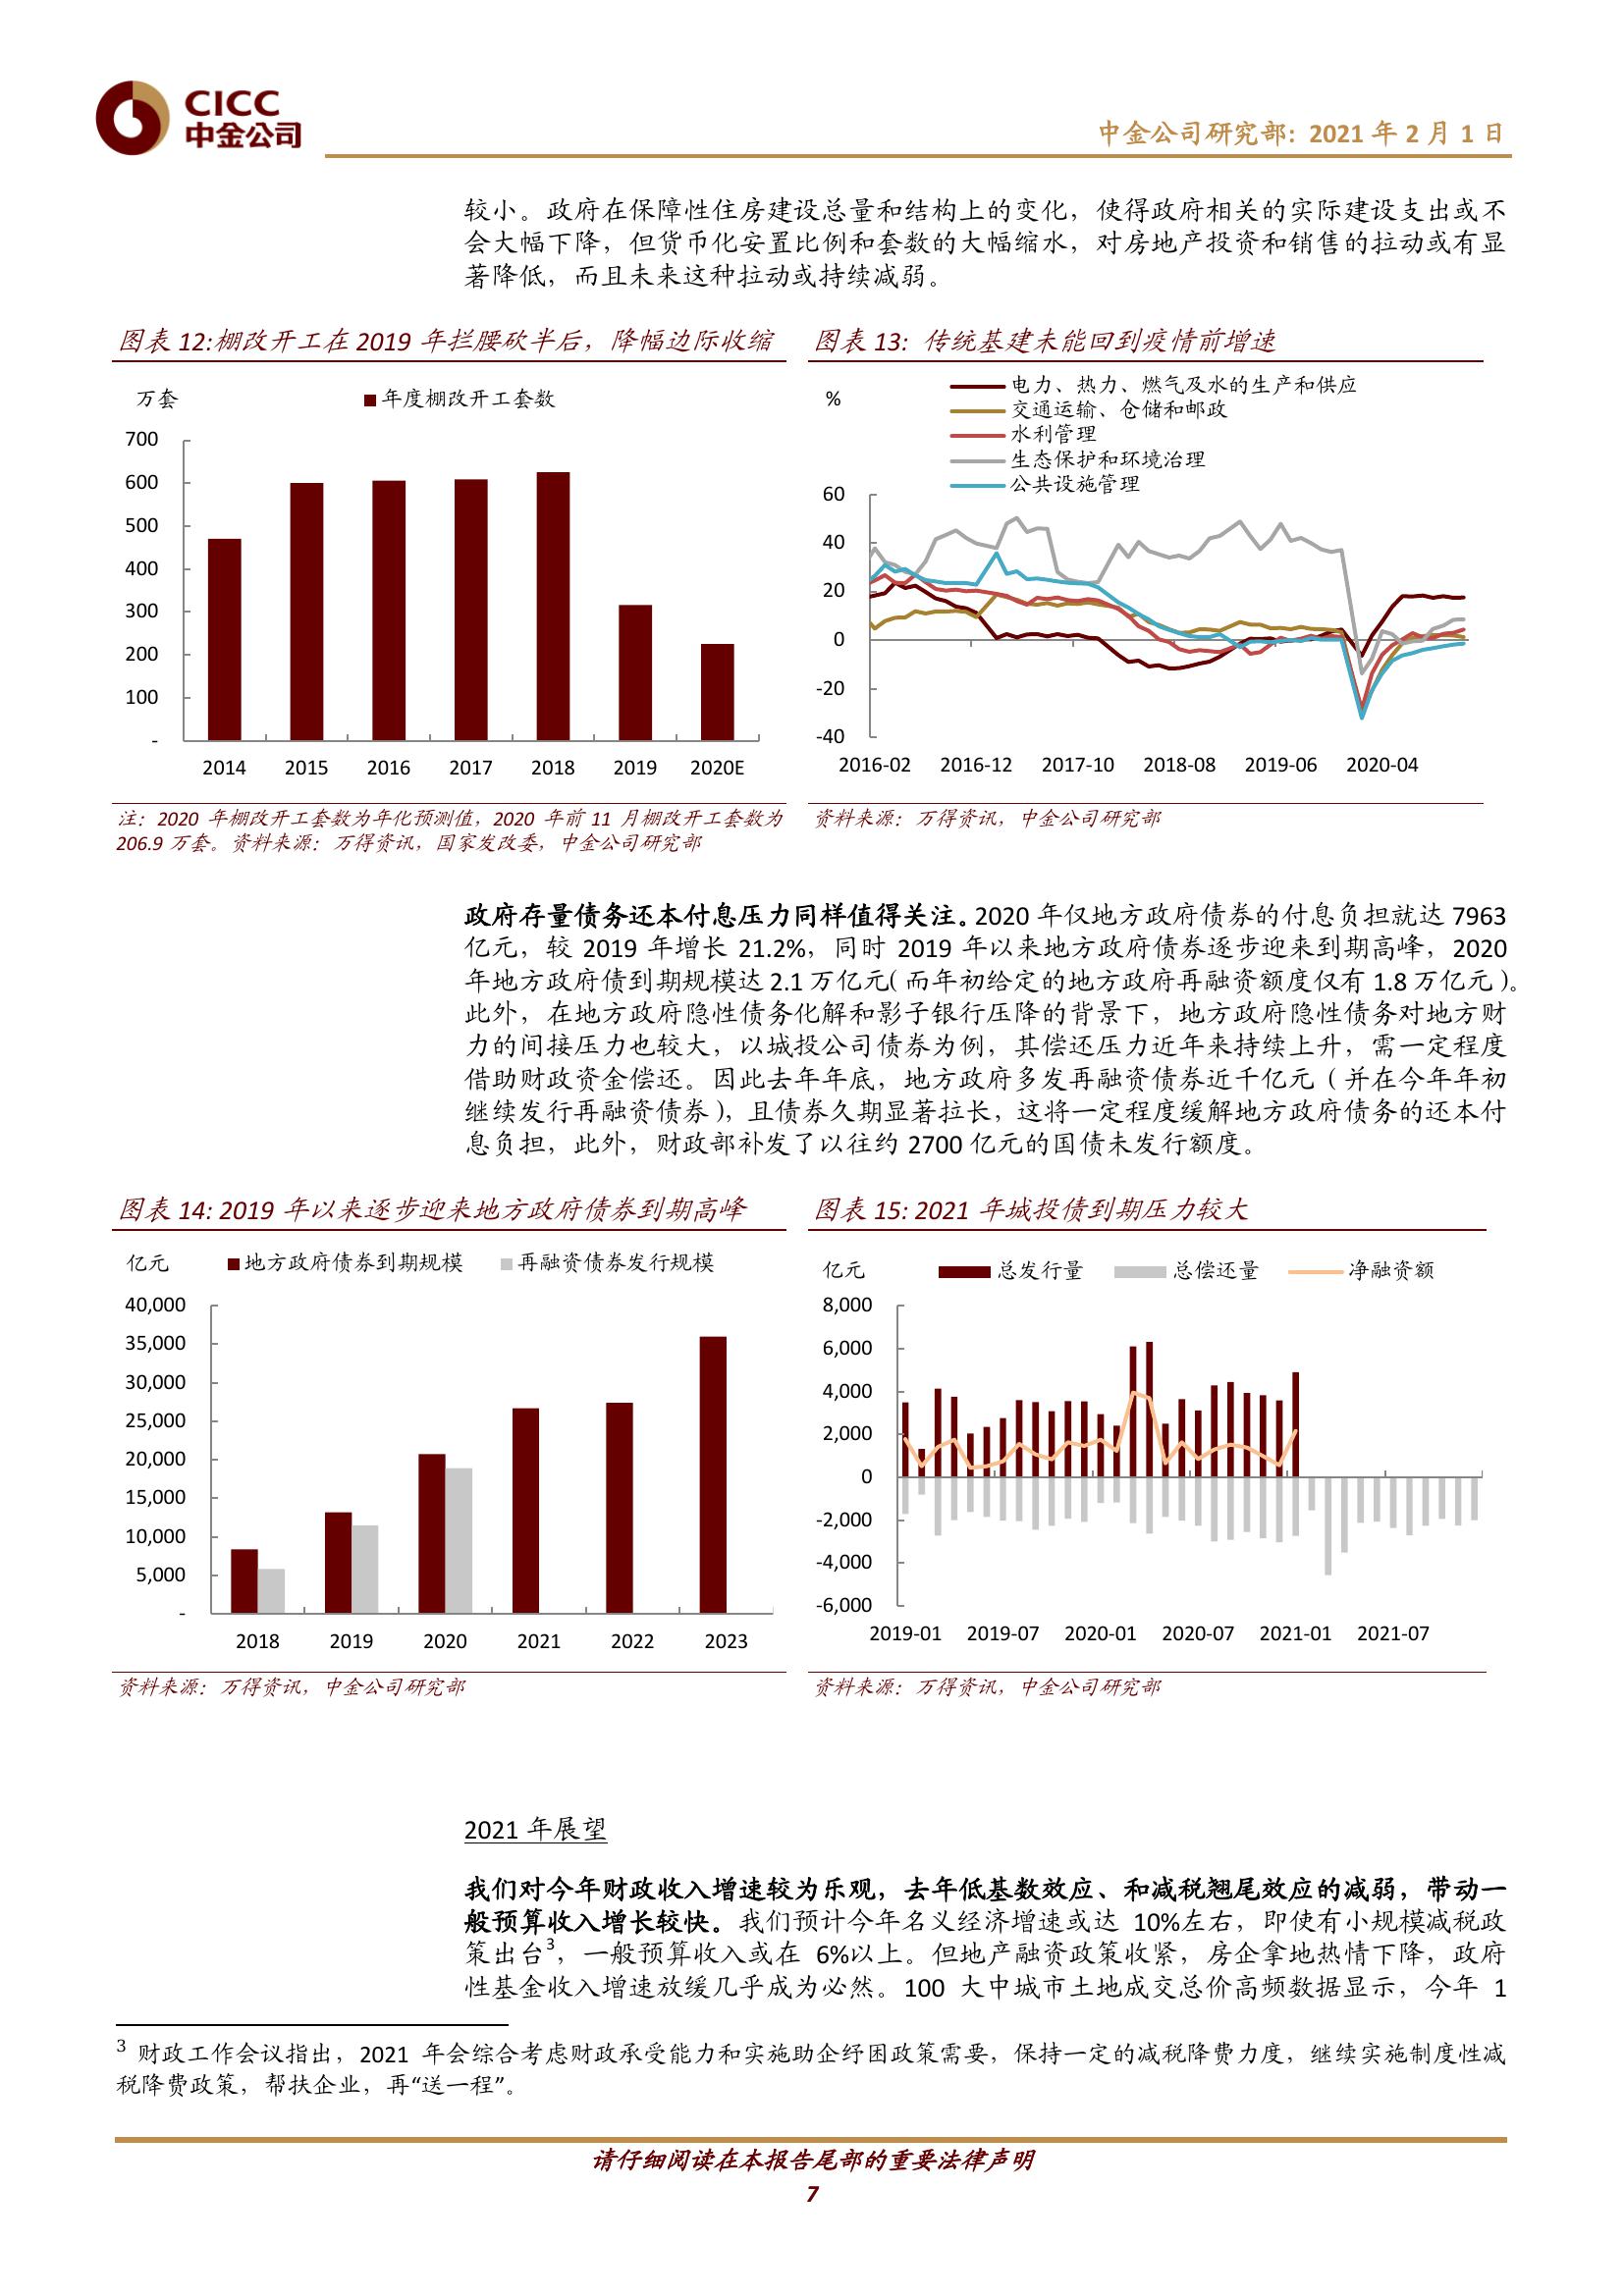 CICC
中金公司
中金公司研究部: 2021 年 2 月 1 日
较小。政府在保障性住房建设总量和结构上的变化，使得政府相关的实际建设支出或不
会大幅下降，但货币化安置比例和套数的大幅缩水，对房地产投资和销售的拉动或有显
著降低，而且未来这种拉动或持续减弱。
图表 12:棚改开工在 2019 年拦腰砍半后，降幅边际收缩
万套
年度棚改开工套数
700
600
500
400
300
200
100
-
2014 2015 2016 2017 2018 2019 2020E
注：2020 年棚改开工套数为年化预测值，2020 年前 11 月棚改开工套数为
206.9 万套。资料来源：万得资讯，国家发改委，中金公司研究部
图表 13: 传统基建未能回到疫情前增速
%
电力、热力、燃气及水的生产和供应
交通运输、仓储和邮政
水利管理
生态保护和环境治理
公共设施管理
60
40
20
0
-20
-40
2016-02 2016-12 2017-10 2018-08 2019-06 2020-04
资料来源：万得资讯，中金公司研究部
政府存量债务还本付息压力同样值得关注。2020 年仅地方政府债券的付息负担就达 7963
亿元，较 2019 年增长 21.2%，同时 2019 年以来地方政府债券逐步迎来到期高峰，2020
年地方政府债到期规模达 2.1 万亿元（而年初给定的地方政府再融资额度仅有 1.8 万亿元）。
此外，在地方政府隐性债务化解和影子银行压降的背景下，地方政府隐性债务对地方财
力的间接压力也较大，以城投公司债券为例，其偿还压力近年来持续上升，需一定程度
借助财政资金偿还。因此去年年底，地方政府多发再融资债券近千亿元（并在今年年初
继续发行再融资债券），且债券久期显著拉长，这将一定程度缓解地方政府债务的还本付
息负担，此外，财政部补发了以往约 2700 亿元的国债未发行额度。
图表 14: 2019 年以来逐步迎来地方政府债券到期高峰
亿元
地方政府债券到期规模 再融资债券发行规模
40,000
35,000
30,000
25,000
20,000
15,000
10,000
5,000
-
2018 2019 2020 2021 2022 2023
资料来源：万得资讯，中金公司研究部
图表 15: 2021 年城投债到期压力较大
亿元
总发行量 总偿还量 净融资额
8,000
6,000
4,000
2,000
0
-2,000
-4,000
-6,000
2019-01 2019-07 2020-01 2020-07 2021-01 2021-07
资料来源：万得资讯，中金公司研究部
2021 年展望
我们对今年财政收入增速较为乐观，去年低基数效应、和减税翘尾效应的减弱，带动一
般预算收入增长较快。我们预计今年名义经济增速或达 10%左右，即使有小规模减税政
策出台3，一般预算收入或在 6%以上。但地产融资政策收紧，房企拿地热情下降，政府
性基金收入增速放缓几乎成为必然。100 大中城市土地成交总价高频数据显示，今年 1
3 财政工作会议指出，2021 年会综合考虑财政承受能力和实施助企纾困政策需要，保持一定的减税降费力度，继续实施制度性减
税降费政策，帮扶企业，再“送一程”。
请仔细阅读在本报告尾部的重要法律声明
7